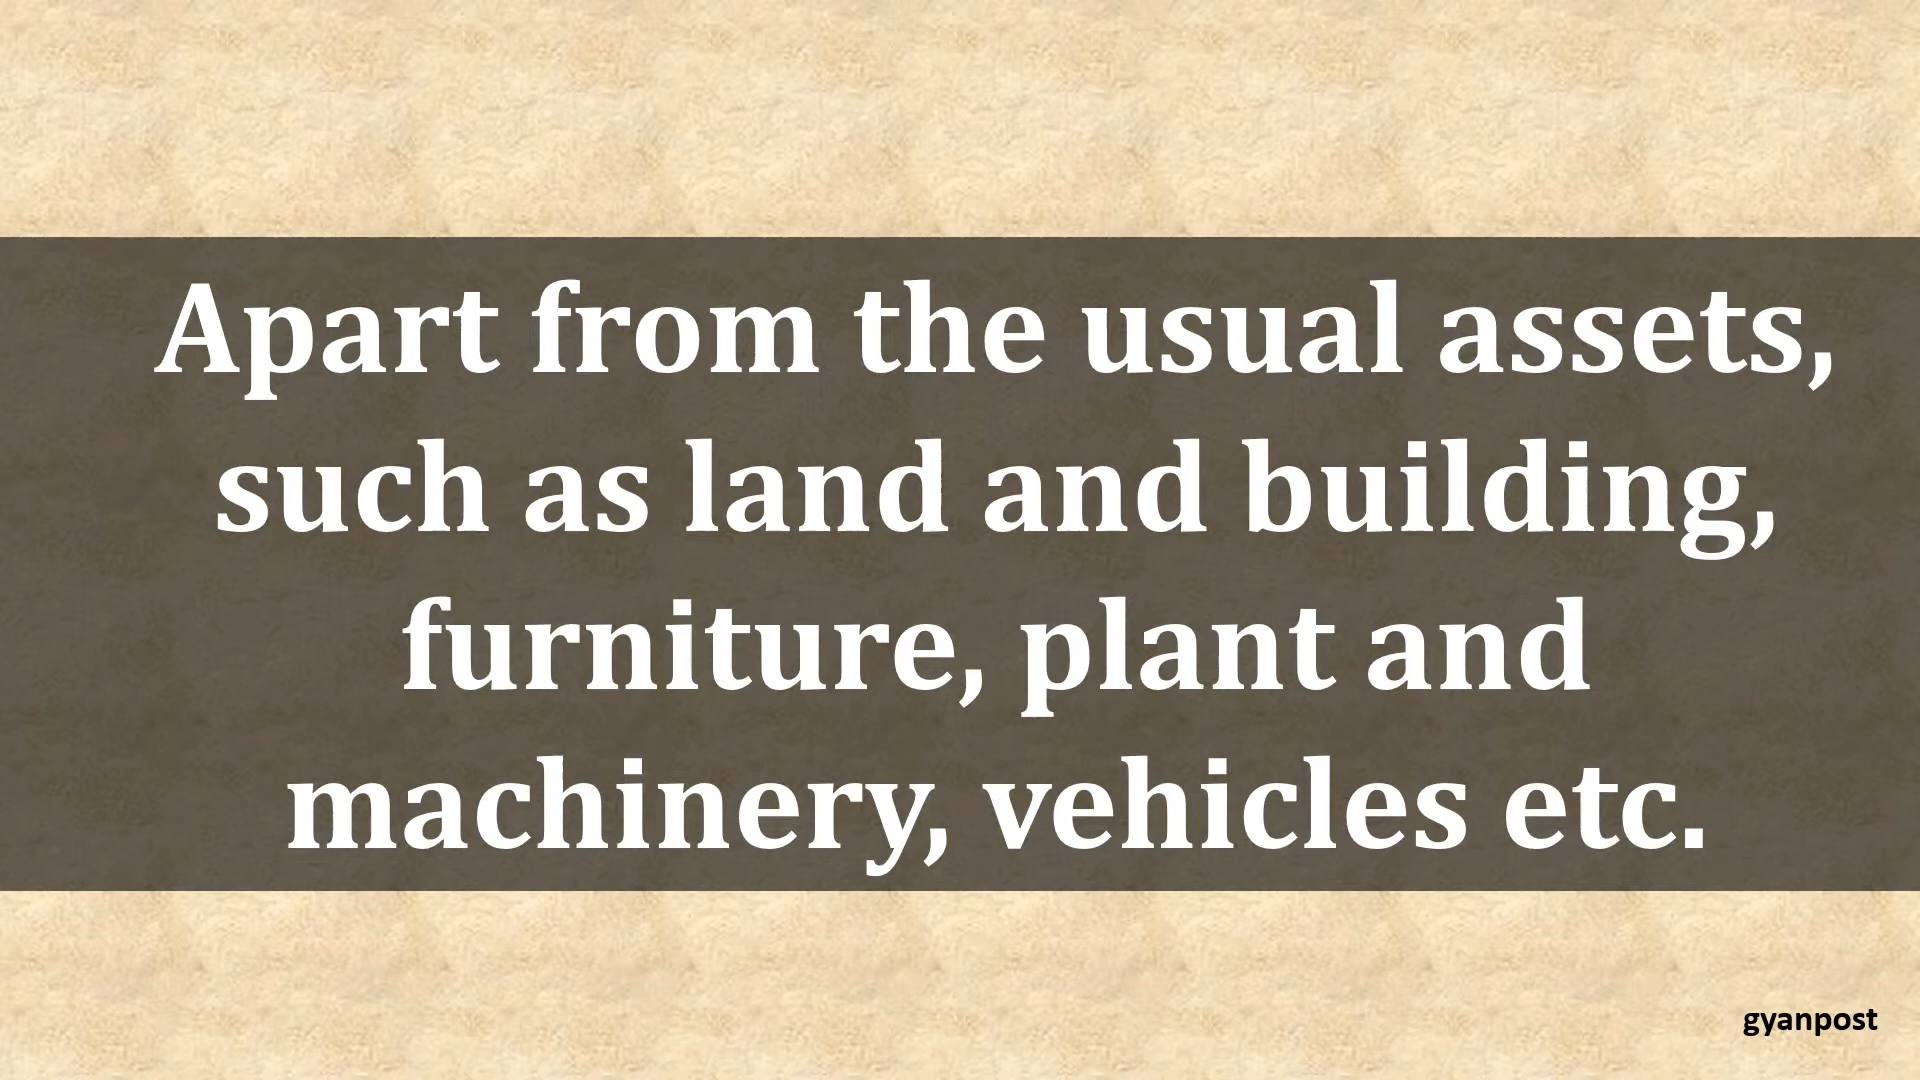 Apart from the usual assets,
such as land and building,
furniture, plant and
machinery, vehicles etc.
gyanpost